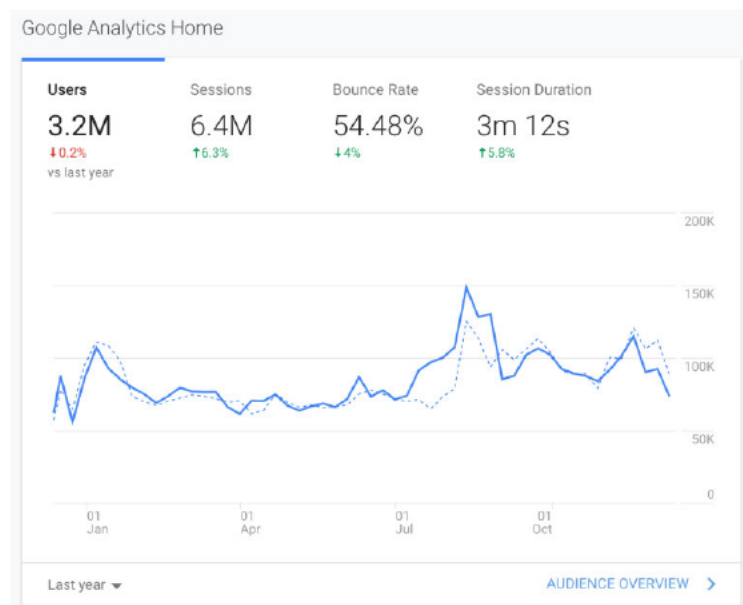 Google Analytics Home
Users
Sessions
Bounce Rate
Session Duration
3.2M
6.4M
54.48%
3m 12s
↓0.2%
↑6.3%
↓4%
↑5.8%
vs last year
200K
150K
100K
50K
0
01
Jan
01
Apr
01
Jul
01
Oct
Last year
AUDIENCE OVERVIEW